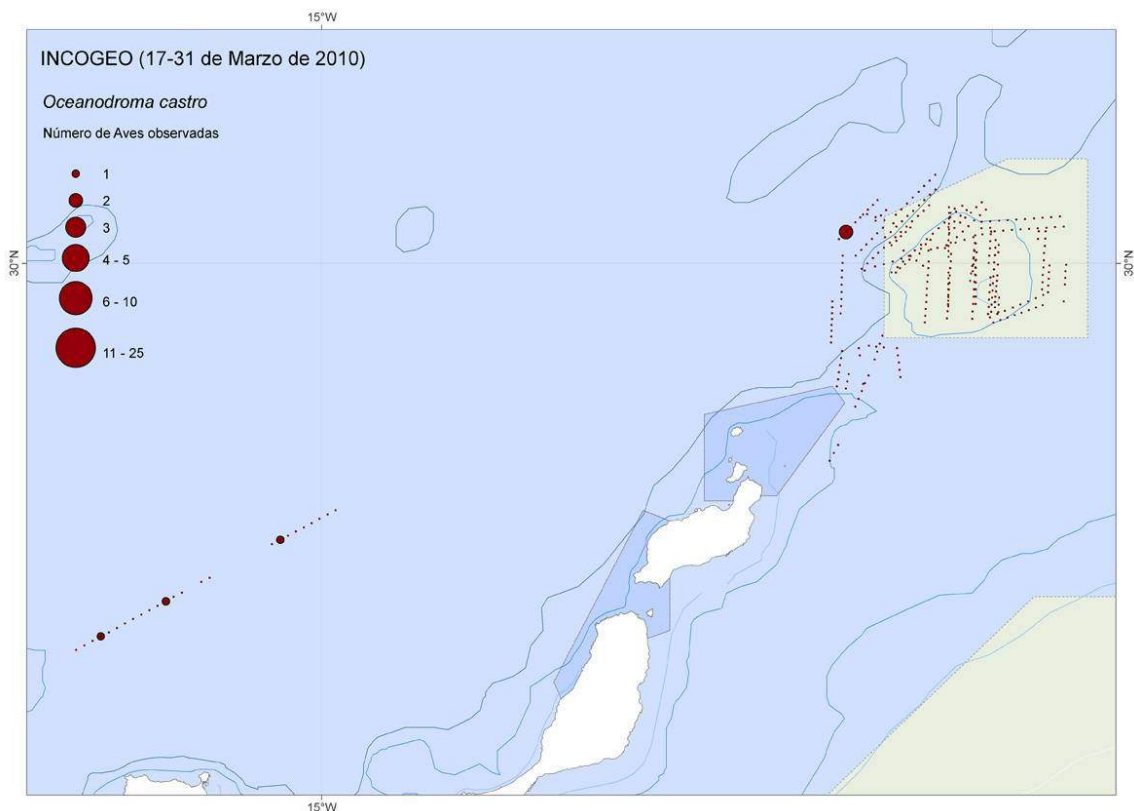 15°W
INCOGEO (17-31 de Marzo de 2010)
Oceanodroma castro
Número de Aves observadas
1
2
3
4 - 5
6 - 10
11 - 25
30°N
30°N
15°W